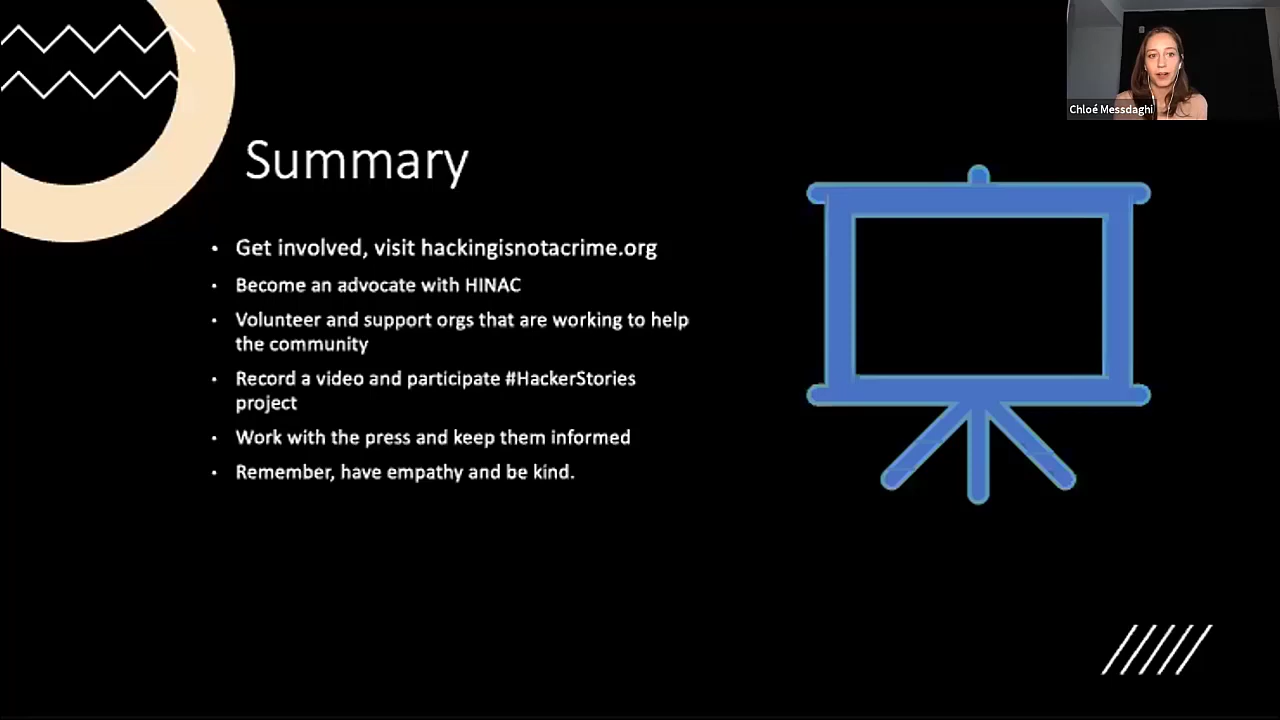 Chloé Messdaghi
Summary
• Get involved, visit hackingisnotacrime.org
• Become an advocate with HINAC
• Volunteer and support orgs that are working to help
the community
• Record a video and participate #HackerStories
project
• Work with the press and keep them informed
• Remember, have empathy and be kind.